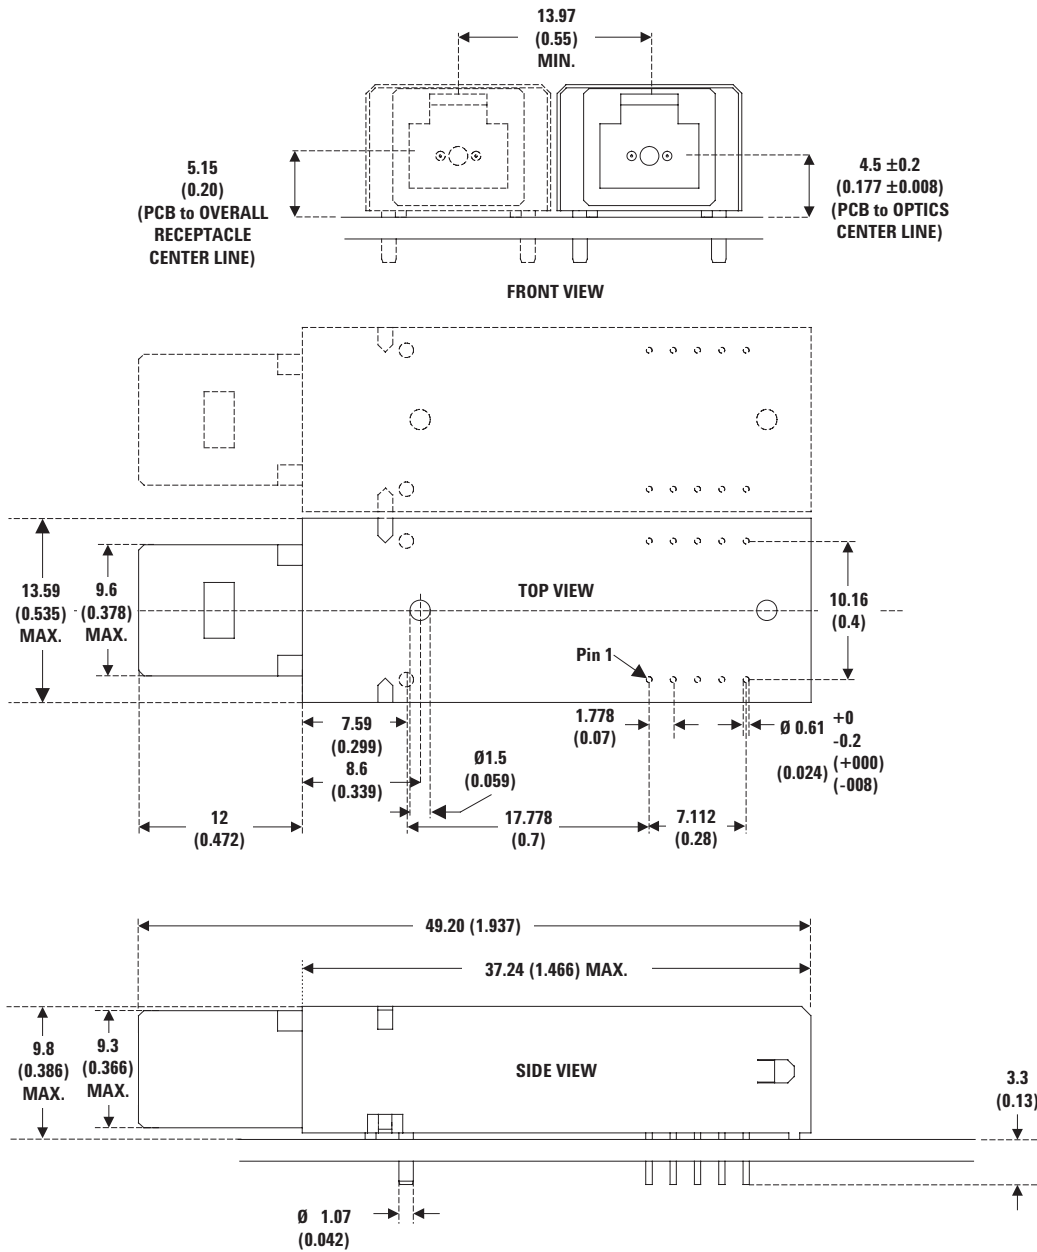 13.97
(0.55)
MIN.
5.15
(0.20)
(PCB to OVERALL
RECEPTACLE
CENTER LINE)
4.5 ±0.2
(0.177 ±0.008)
(PCB to OPTICS
CENTER LINE)
FRONT VIEW
13.59
(0.535)
MAX.
9.6
(0.378)
MAX.
TOP VIEW
10.16
(0.4)
Pin 1
7.59
(0.299)
8.6
(0.339)
Ø1.5
(0.059)
1.778
(0.07)
Ø 0.61 +0
-0.2
(0.024) (+000)
(-008)
12
(0.472)
17.778
(0.7)
7.112
(0.28)
49.20 (1.937)
37.24 (1.466) MAX.
9.8
(0.386)
MAX.
9.3
(0.366)
MAX.
SIDE VIEW
3.3
(0.13)
Ø 1.07
(0.042)